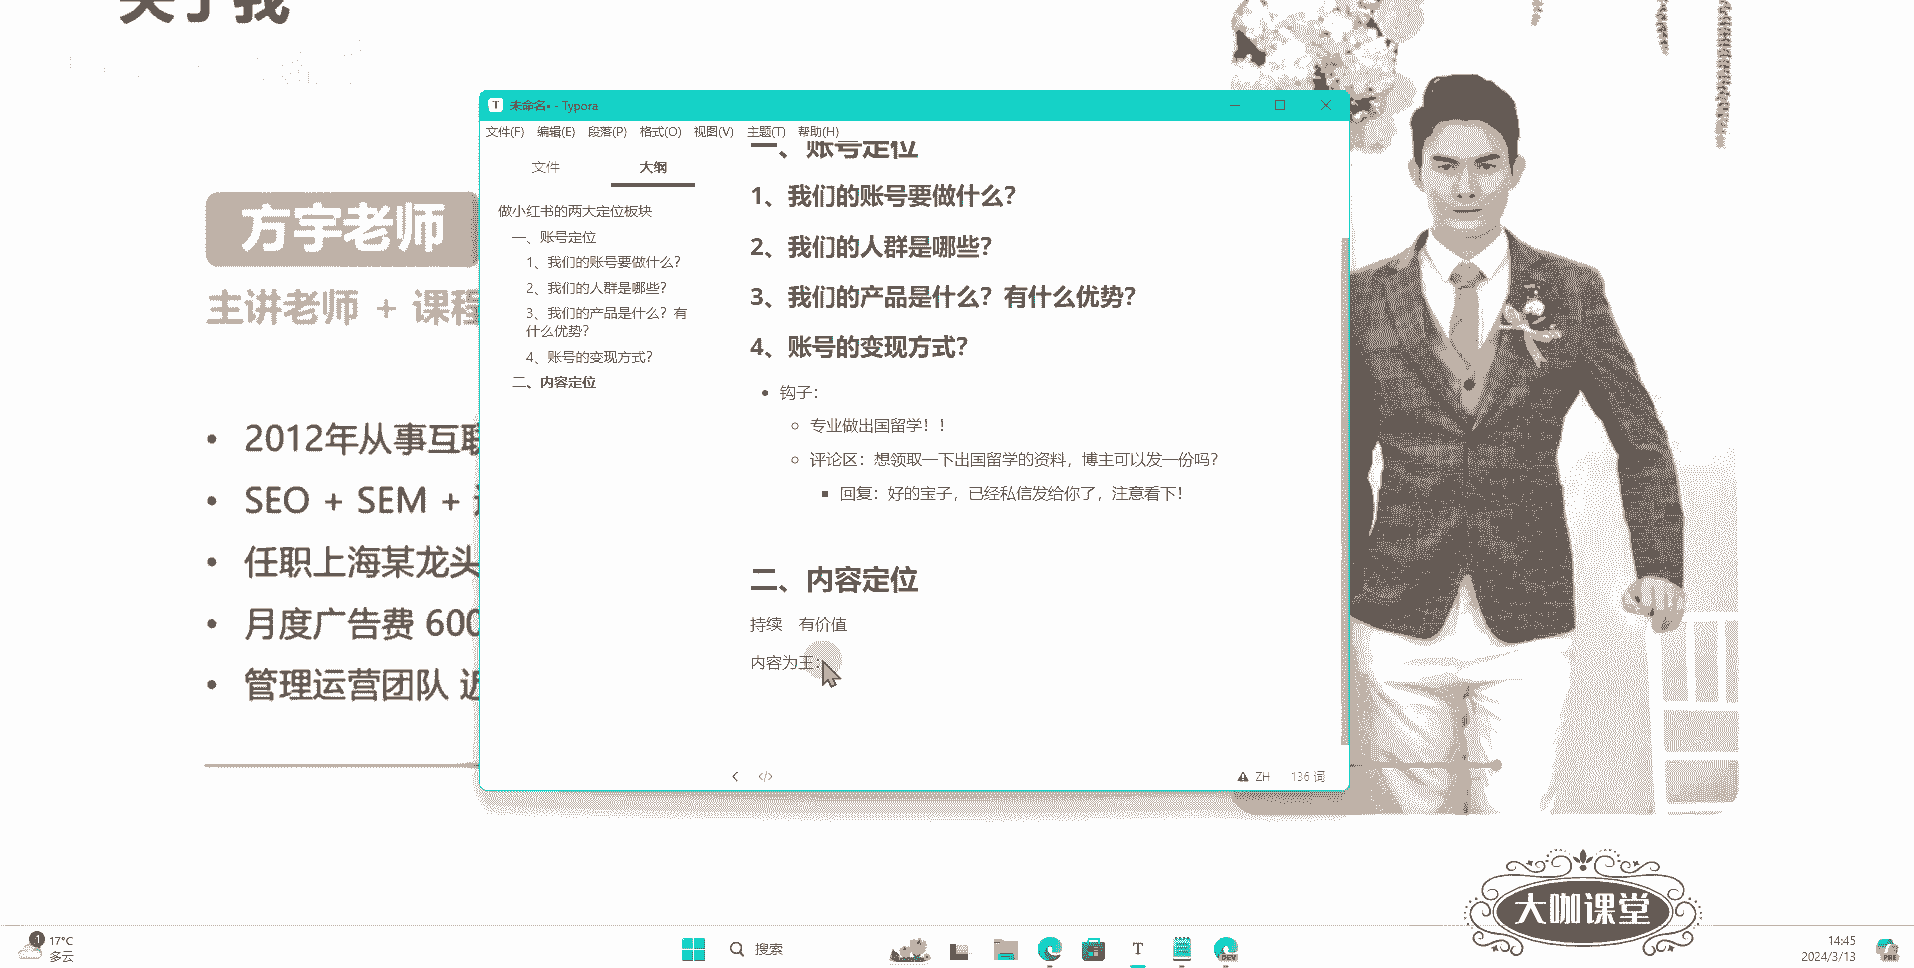 关于我
方宇老师
主讲老师 + 课程
2012年从事互联
SEO + SEM +
任职上海某龙头
月度广告费 600
管理运营团队 近
未命名• - Typora
文件(F) 编辑(E) 段落(P) 格式(O) 视图(V) 主题(T) 帮助(H)
文件 大纲
做小红书的两大定位板块
一、账号定位
1、我们的账号要做什么？
2、我们的人群是哪些？
3、我们的产品是什么？有
什么优势？
4、账号的变现方式？
二、内容定位
一、账号定位
1、我们的账号要做什么？
2、我们的人群是哪些？
3、我们的产品是什么？有什么优势？
4、账号的变现方式？
钩子：
专业做出国留学！！
评论区：想领取一下出国留学的资料，博主可以发一份吗？
回复：好的宝子，已经私信发给你了，注意看下！
二、内容定位
持续 有价值
内容为王：
ZH 136 词
大咖课堂
1
17°C
多云
搜索
T
DEV
14:45
2024/3/13
PRE